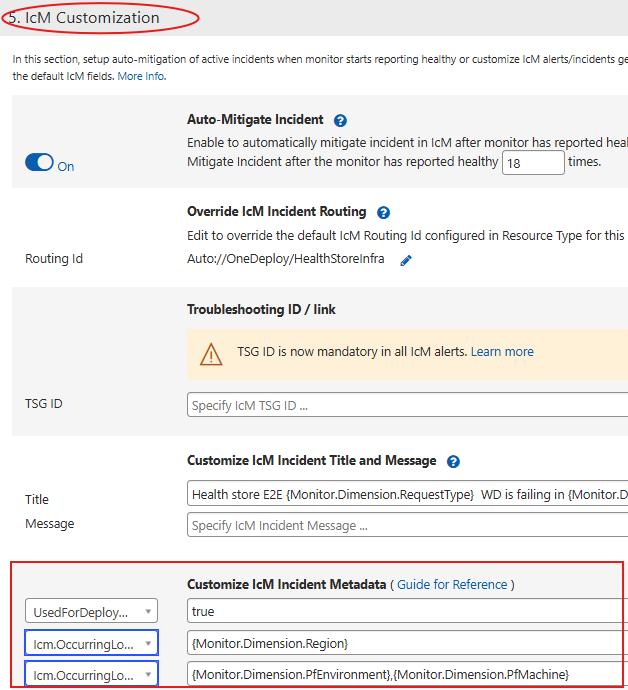 5. IcM Customization
In this section, setup auto-mitigation of active incidents when monitor starts reporting healthy or customize IcM alerts/incidents ge
the default IcM fields. More Info.
Auto-Mitigate Incident ?
Enable to automatically mitigate incident in IcM after monitor has reported heal
On
Mitigate Incident after the monitor has reported healthy 18 times.
Override IcM Incident Routing ?
Edit to override the default IcM Routing Id configured in Resource Type for this
Routing Id
Auto://OneDeploy/HealthStoreInfra
Troubleshooting ID / link
TSG ID is now mandatory in all IcM alerts. Learn more
TSG ID
Specify IcM TSG ID ...
Customize IcM Incident Title and Message ?
Title
Health store E2E {Monitor.Dimension.RequestType} WD is failing in {Monitor.D
Message
Specify IcM Incident Message ...
Customize IcM Incident Metadata ( Guide for Reference )
UsedForDeploy...
true
Icm.OccurringLo...
{Monitor.Dimension.Region}
Icm.OccurringLo...
{Monitor.Dimension.PfEnvironment},{Monitor.Dimension.PfMachine}